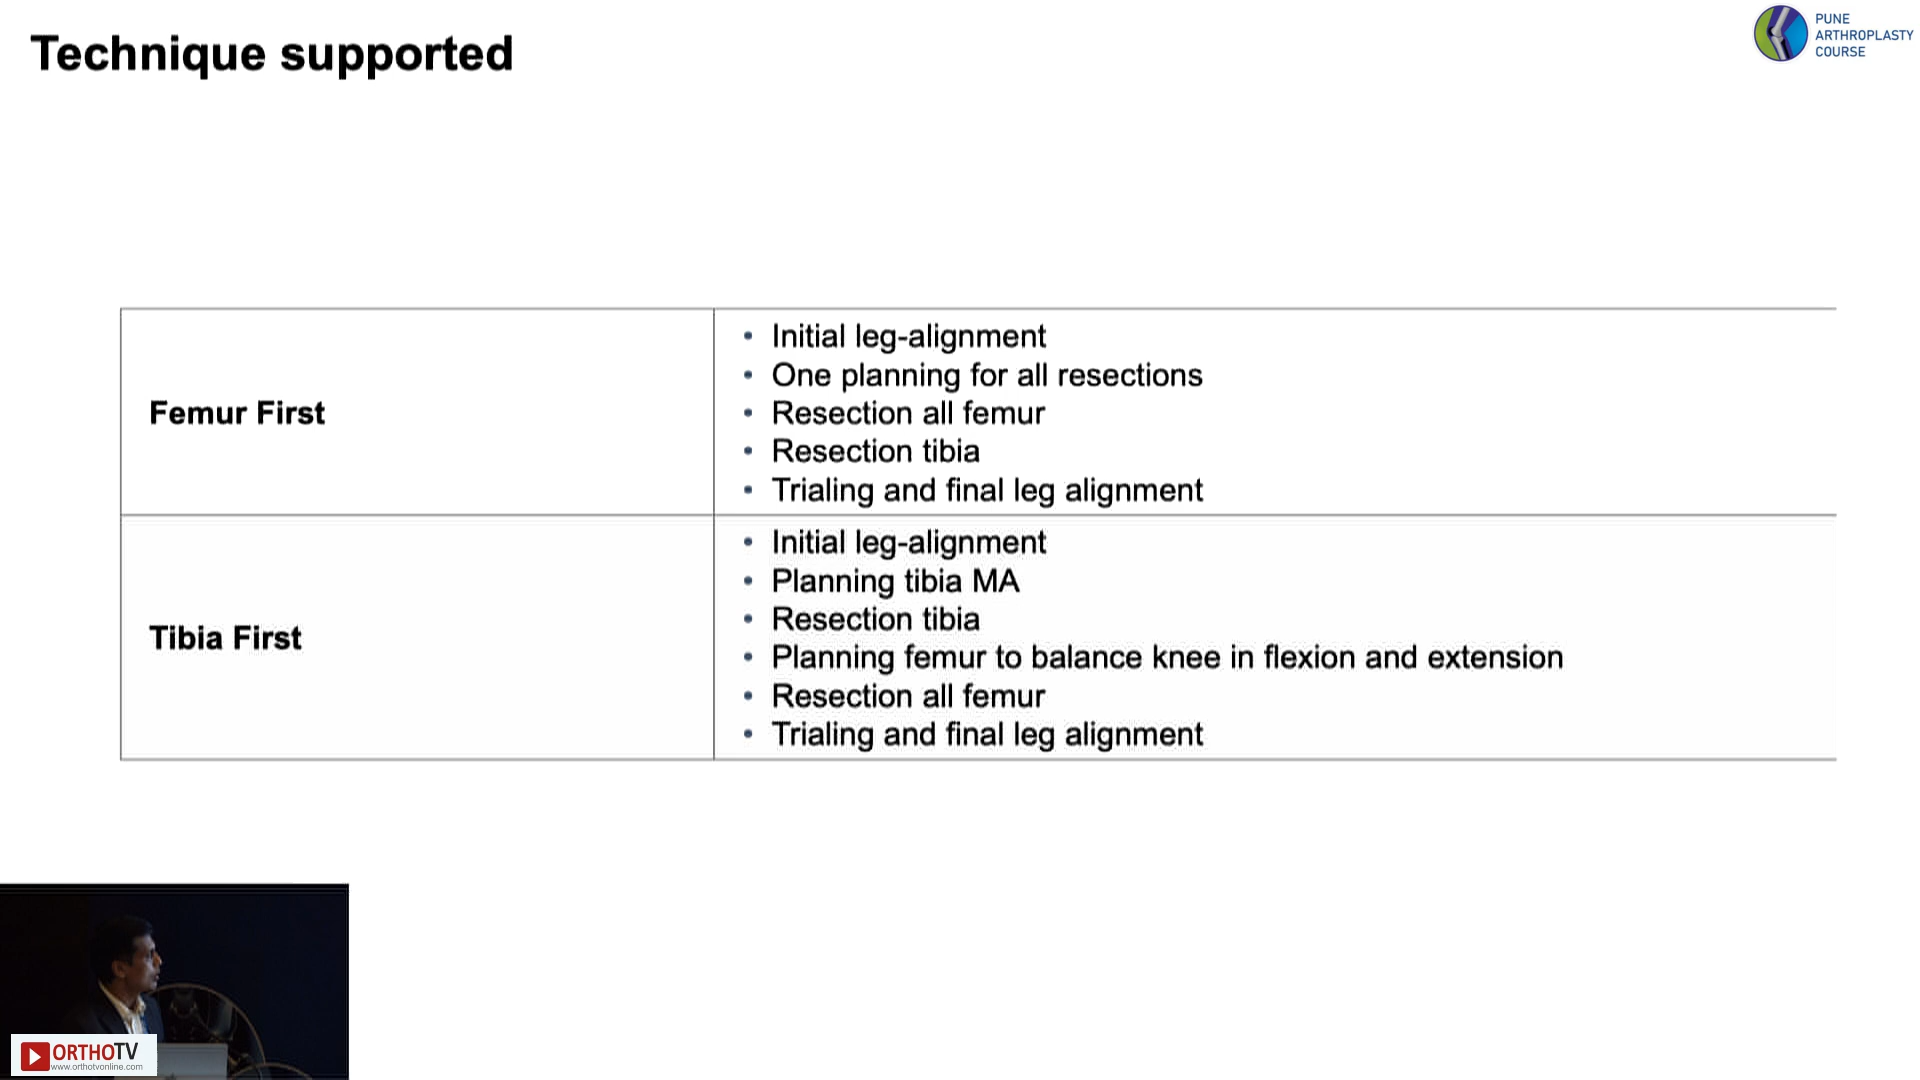 Technique supported
PUNE
ARTHROPLASTY
COURSE
Femur First
• Initial leg-alignment
• One planning for all resections
• Resection all femur
• Resection tibia
• Trialing and final leg alignment
Tibia First
• Initial leg-alignment
• Planning tibia MA
• Resection tibia
• Planning femur to balance knee in flexion and extension
• Resection all femur
• Trialing and final leg alignment
ORTHOTV
www.orthotvonline.com